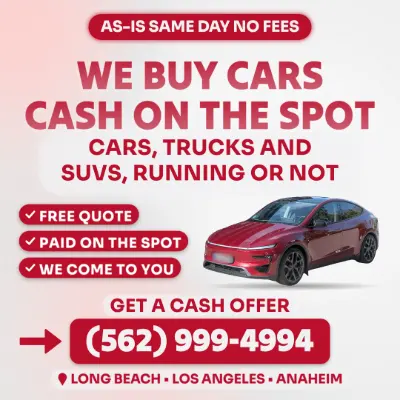 AS-IS SAME DAY NO FEES
WE BUY CARS
CASH ON THE SPOT
CARS, TRUCKS AND
SUVS, RUNNING OR NOT
FREE QUOTE
PAID ON THE SPOT
WE COME TO YOU
GET A CASH OFFER
(562) 999-4994
LONG BEACH • LOS ANGELES • ANAHEIM